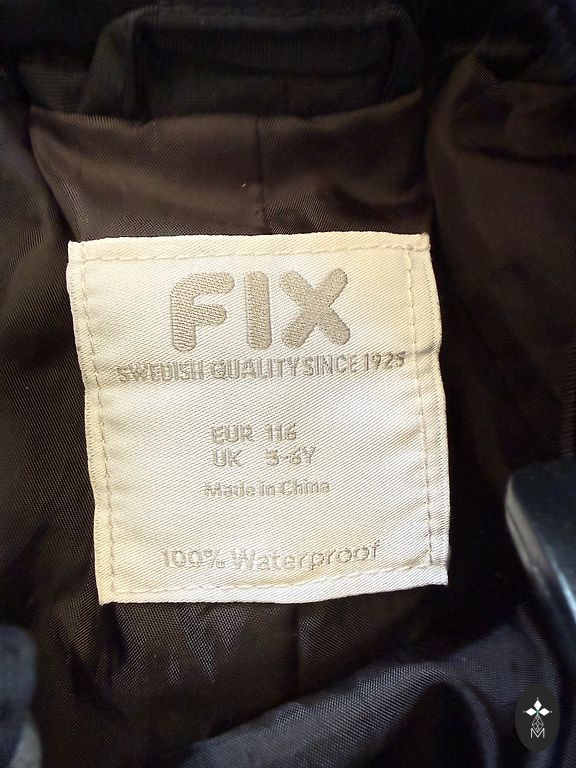 FIX
SWEDISH QUALITY SINCE 1925
EUR 116
UK 5-6Y
Made in China
100% Waterproof
M